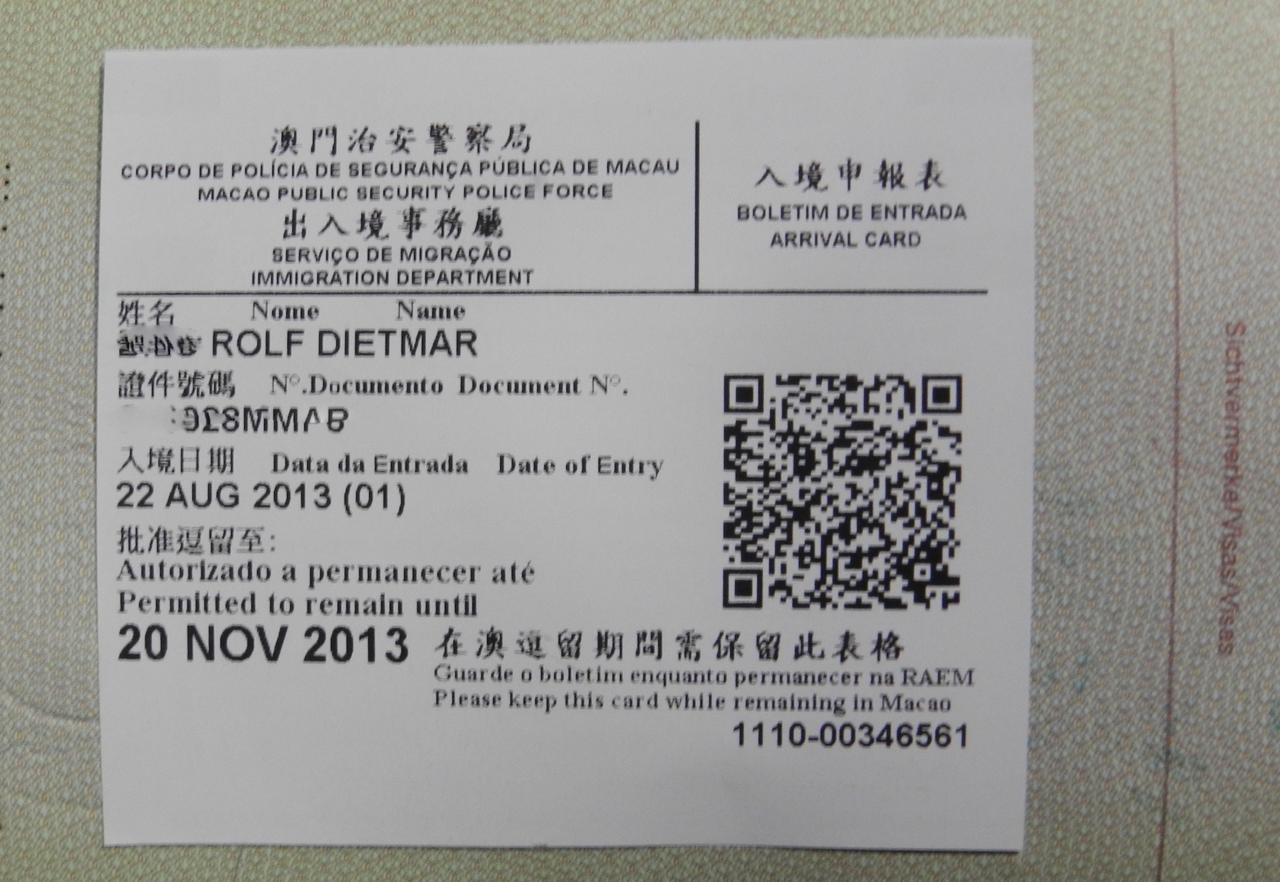 澳門治安警察局
CORPO DE POLÍCIA DE SEGURANÇA PÚBLICA DE MACAU
MACAO PUBLIC SECURITY POLICE FORCE
出入境事務廳
SERVIÇO DE MIGRAÇÃO
IMMIGRATION DEPARTMENT
入境申報表
BOLETIM DE ENTRADA
ARRIVAL CARD
姓名 Nome Name
ROLF DIETMAR
證件號碼 Nº.Documento Document Nº.
入境日期 Data da Entrada Date of Entry
22 AUG 2013 (01)
批准逗留至:
Autorizado a permanecer até
Permitted to remain until
20 NOV 2013
在澳逗留期間需保留此表格
Guarde o boletim enquanto permanecer na RAEM
Please keep this card while remaining in Macao
1110-00346561
Sichtvermerke/Visas/Visas